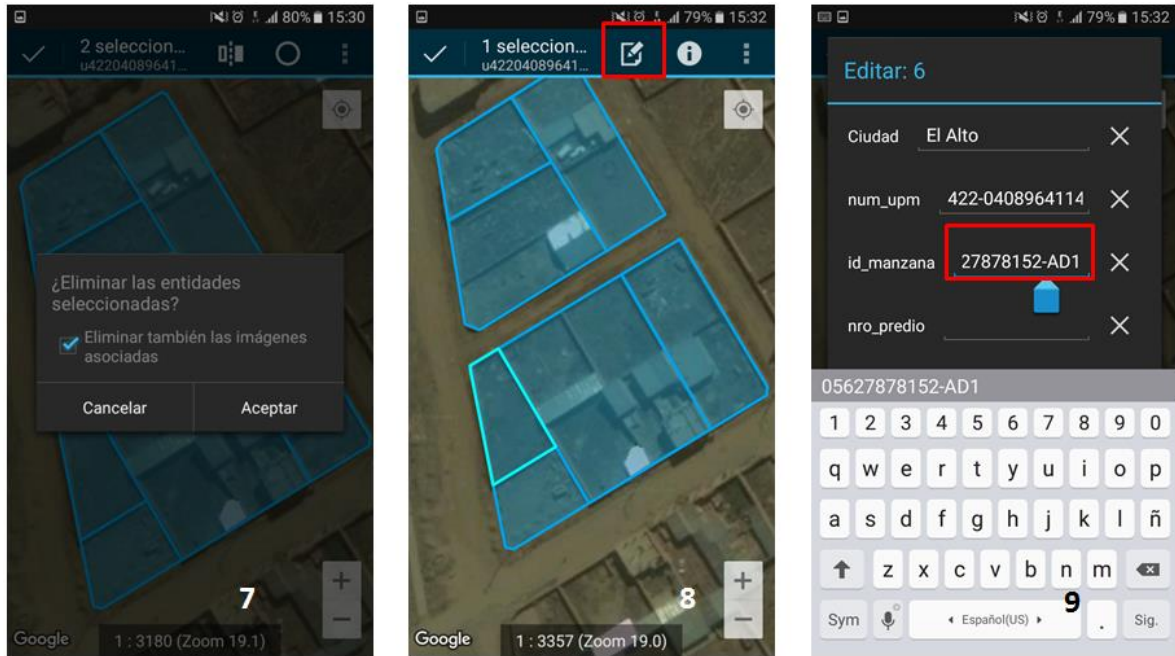 80% 15:30
2 seleccion...
u42204089641...
¿Eliminar las entidades
seleccionadas?
Eliminar también las imágenes
asociadas
Cancelar Aceptar
7
Google
1 : 3180 (Zoom 19.1)
79% 15:32
1 seleccion...
u42204089641...
8
Google
1 : 3357 (Zoom 19.0)
79% 15:32
Editar: 6
Ciudad El Alto
num_upm 422-0408964114
id_manzana 27878152-AD1
nro_predio
05627878152-AD1
1 2 3 4 5 6 7 8 9 0
q w e r t y u i o p
a s d f g h j k l ñ
z x c v b n m
9
Sym Español(US) . Sig.